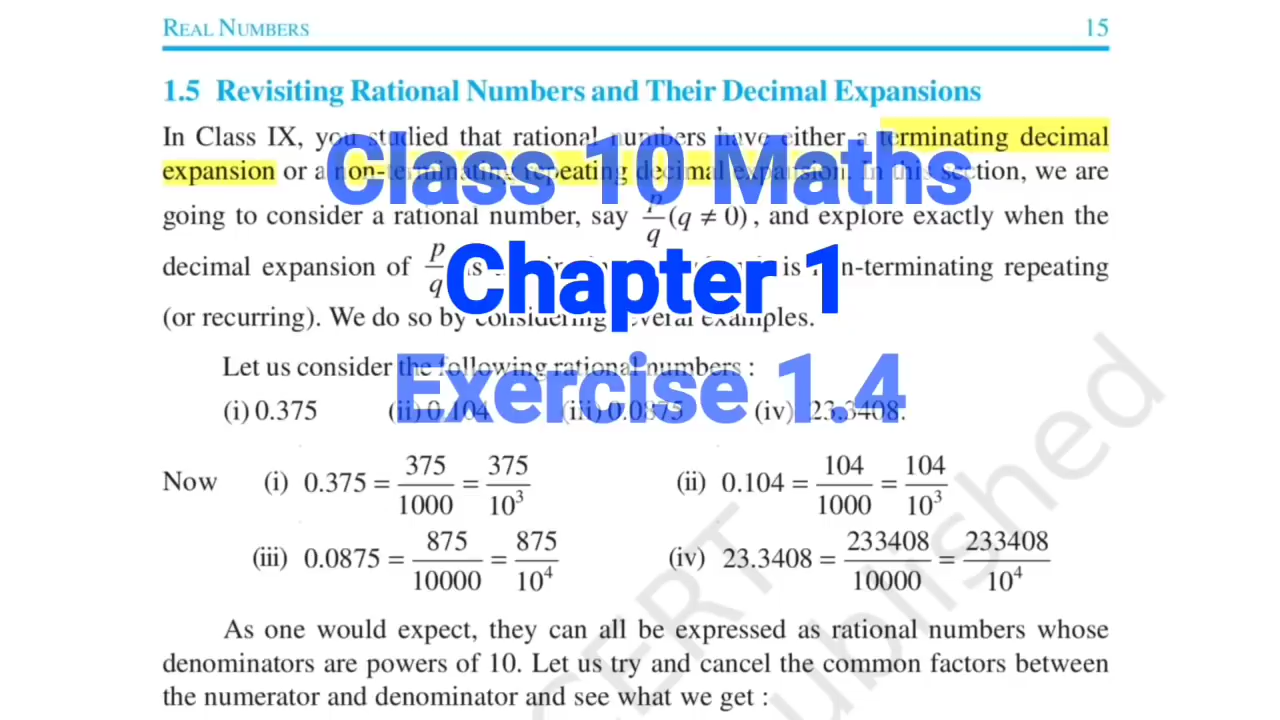 REAL NUMBERS 15
1.5 Revisiting Rational Numbers and Their Decimal Expansions
In Class IX, you studied that rational numbers have either a terminating decimal
expansion or a non-terminating repeating decimal expansion. In this section, we are
going to consider a rational number, say p/q (q ≠ 0), and explore exactly when the
decimal expansion of p/q is non-terminating repeating
(or recurring). We do so by considering several examples.
Class 10 Maths
Chapter 1
Exercise 1.4
Let us consider the following rational numbers :
(i) 0.375 (ii) 0.104 (iii) 0.0875 (iv) 23.3408.
Now (i) 0.375 = 375/1000 = 375/10³ (ii) 0.104 = 104/1000 = 104/10³
(iii) 0.0875 = 875/10000 = 875/10⁴ (iv) 23.3408 = 233408/10000 = 233408/10⁴
As one would expect, they can all be expressed as rational numbers whose
denominators are powers of 10. Let us try and cancel the common factors between
the numerator and denominator and see what we get :